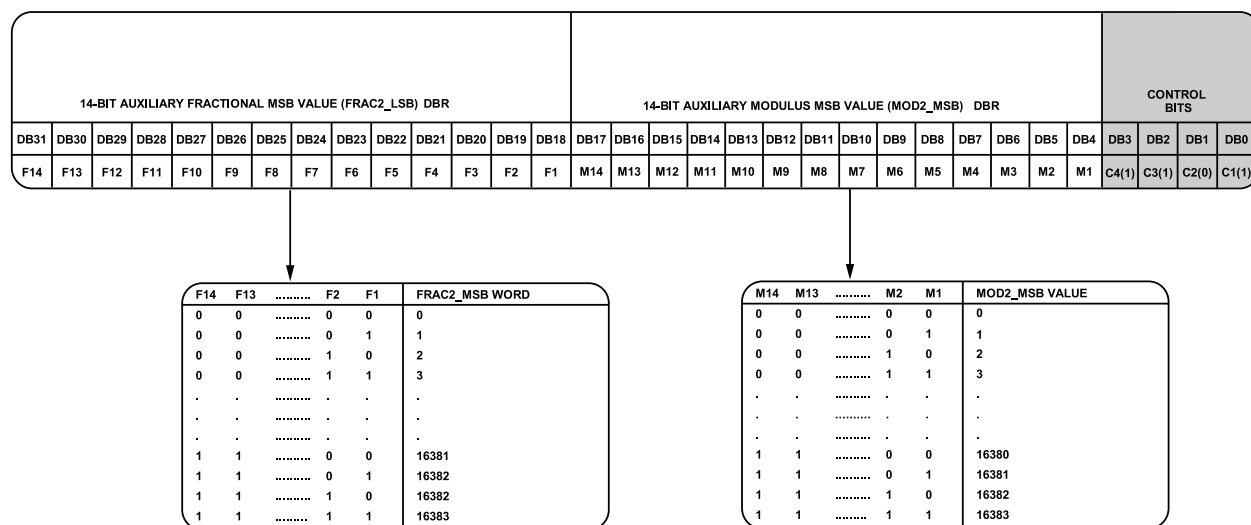 14-BIT AUXILIARY FRACTIONAL MSB VALUE (FRAC2_LSB) DBR 14-BIT AUXILIARY MODULUS MSB VALUE (MOD2_MSB) DBR CONTROL
BITS
DB31 DB30 DB29 DB28 DB27 DB26 DB25 DB24 DB23 DB22 DB21 DB20 DB19 DB18 DB17 DB16 DB15 DB14 DB13 DB12 DB11 DB10 DB9 DB8 DB7 DB6 DB5 DB4 DB3 DB2 DB1 DB0
F14 F13 F12 F11 F10 F9 F8 F7 F6 F5 F4 F3 F2 F1 M14 M13 M12 M11 M10 M9 M8 M7 M6 M5 M4 M3 M2 M1 C4(1) C3(1) C2(0) C1(1)
F14 F13 .......... F2 F1 FRAC2_MSB WORD
0 0 .......... 0 0 0
0 0 .......... 0 1 1
0 0 .......... 1 0 2
0 0 .......... 1 1 3
. . .......... . . .
. . .......... . . .
. . .......... . . .
1 1 .......... 0 0 16381
1 1 .......... 0 1 16382
1 1 .......... 1 0 16382
1 1 ......... 1 1 16383
M14 M13 .......... M2 M1 MOD2_MSB VALUE
0 0 .......... 0 0 0
0 0 .......... 0 1 1
0 0 .......... 1 0 2
0 0 .......... 1 1 3
. . .......... . . .
. . .......... . . .
. . .......... . . .
1 1 .......... 0 0 16380
1 1 .......... 0 1 16381
1 1 .......... 1 0 16382
1 1 ......... 1 1 16383